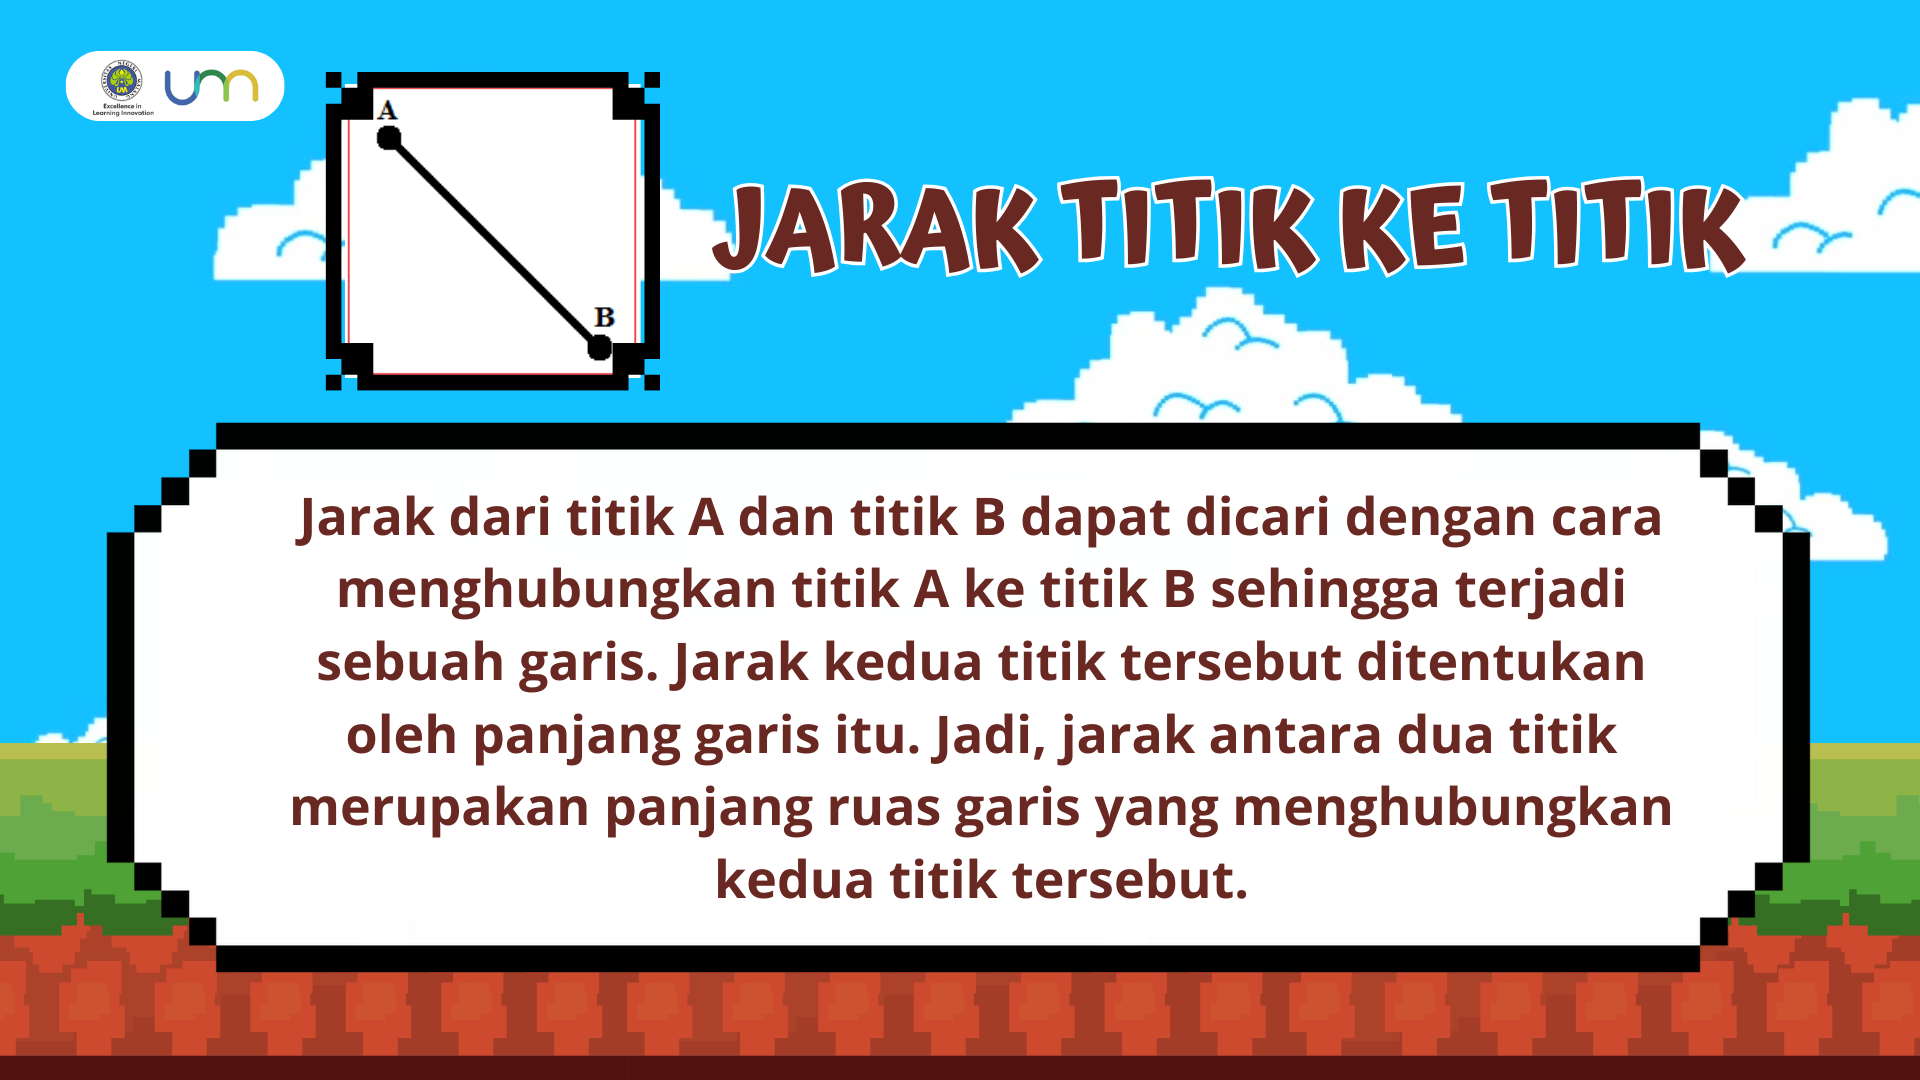 Excellence in
Learning Innovation
um
A
B
JARAK TITIK KE TITIK
Jarak dari titik A dan titik B dapat dicari dengan cara
menghubungkan titik A ke titik B sehingga terjadi
sebuah garis. Jarak kedua titik tersebut ditentukan
oleh panjang garis itu. Jadi, jarak antara dua titik
merupakan panjang ruas garis yang menghubungkan
kedua titik tersebut.